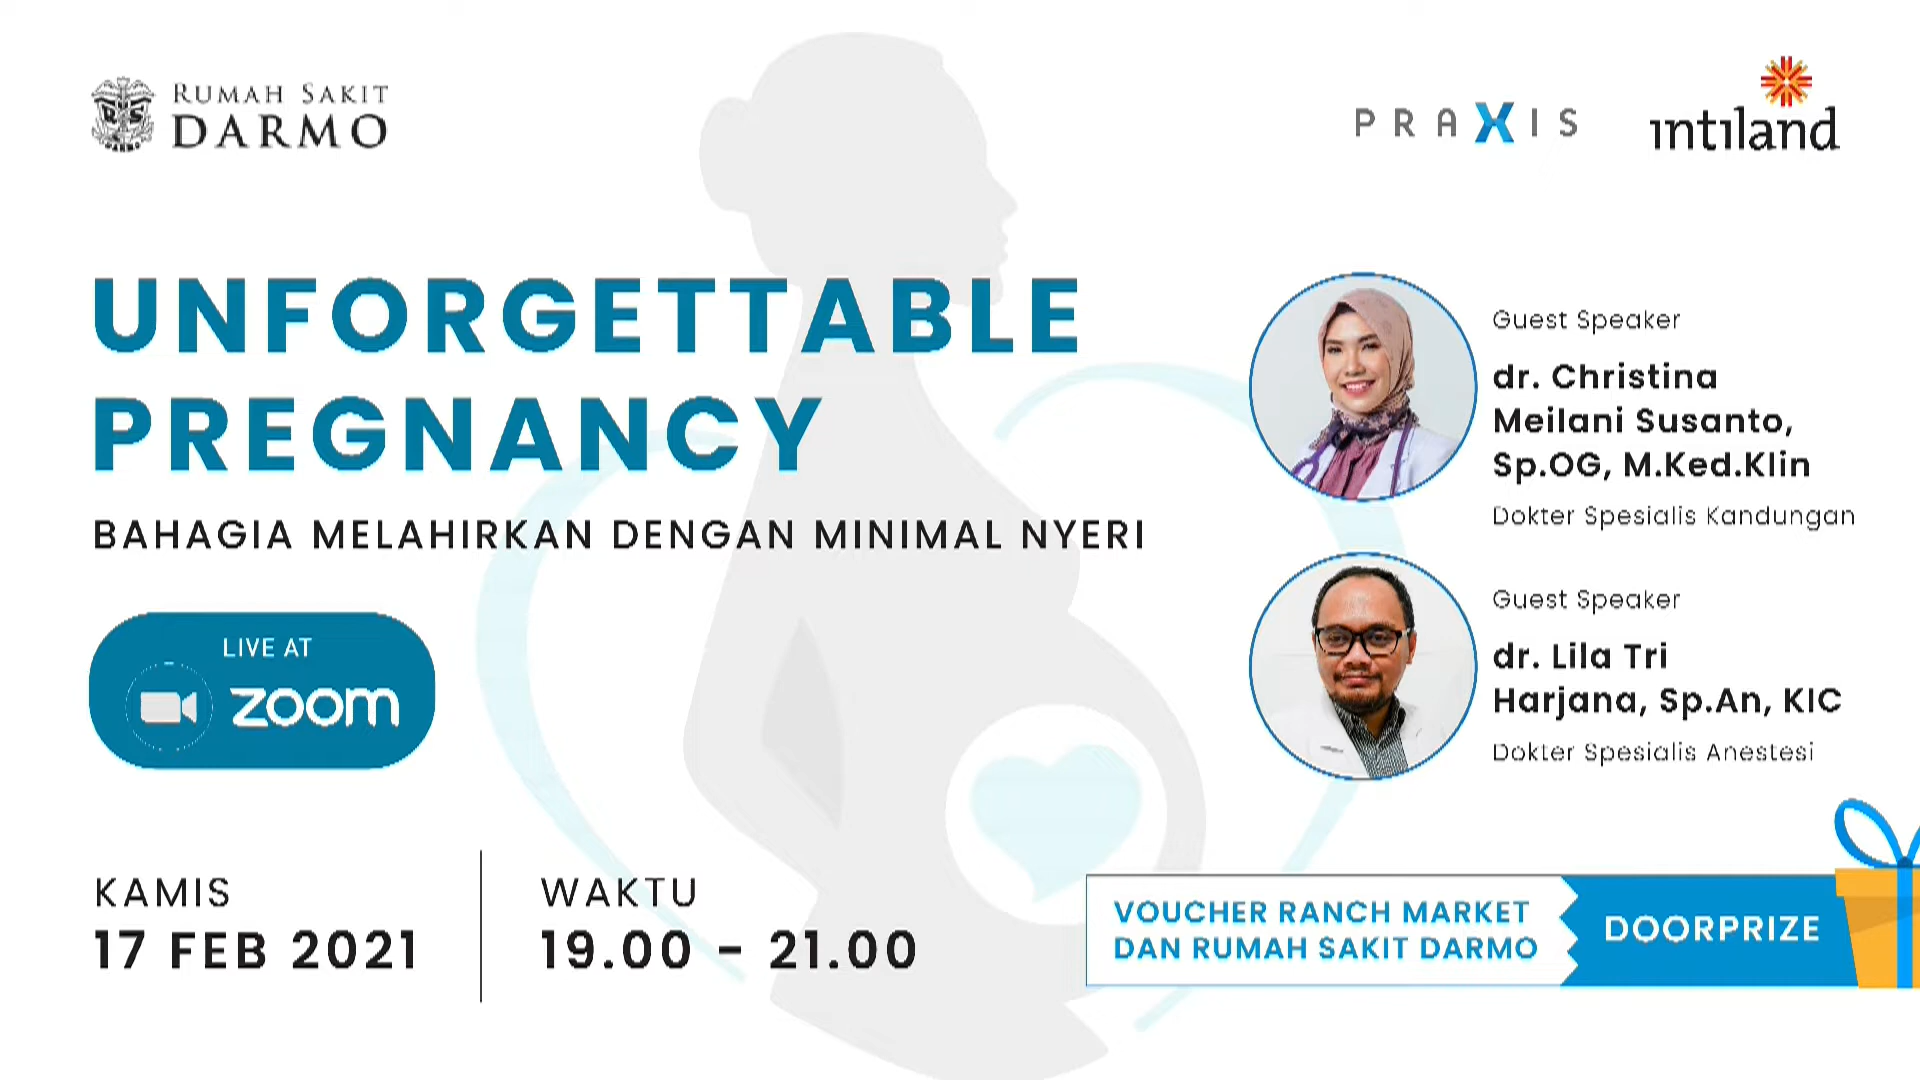 RUMAH SAKIT
DARMO
PRAXIS
intiland
UNFORGETTABLE
PREGNANCY
BAHAGIA MELAHIRKAN DENGAN MINIMAL NYERI
LIVE AT
zoom
Guest Speaker
dr. Christina
Meilani Susanto,
Sp.OG, M.Ked.Klin
Dokter Spesialis Kandungan
Guest Speaker
dr. Lila Tri
Harjana, Sp.An, KIC
Dokter Spesialis Anestesi
KAMIS
17 FEB 2021
WAKTU
19.00 - 21.00
VOUCHER RANCH MARKET
DAN RUMAH SAKIT DARMO
DOORPRIZE